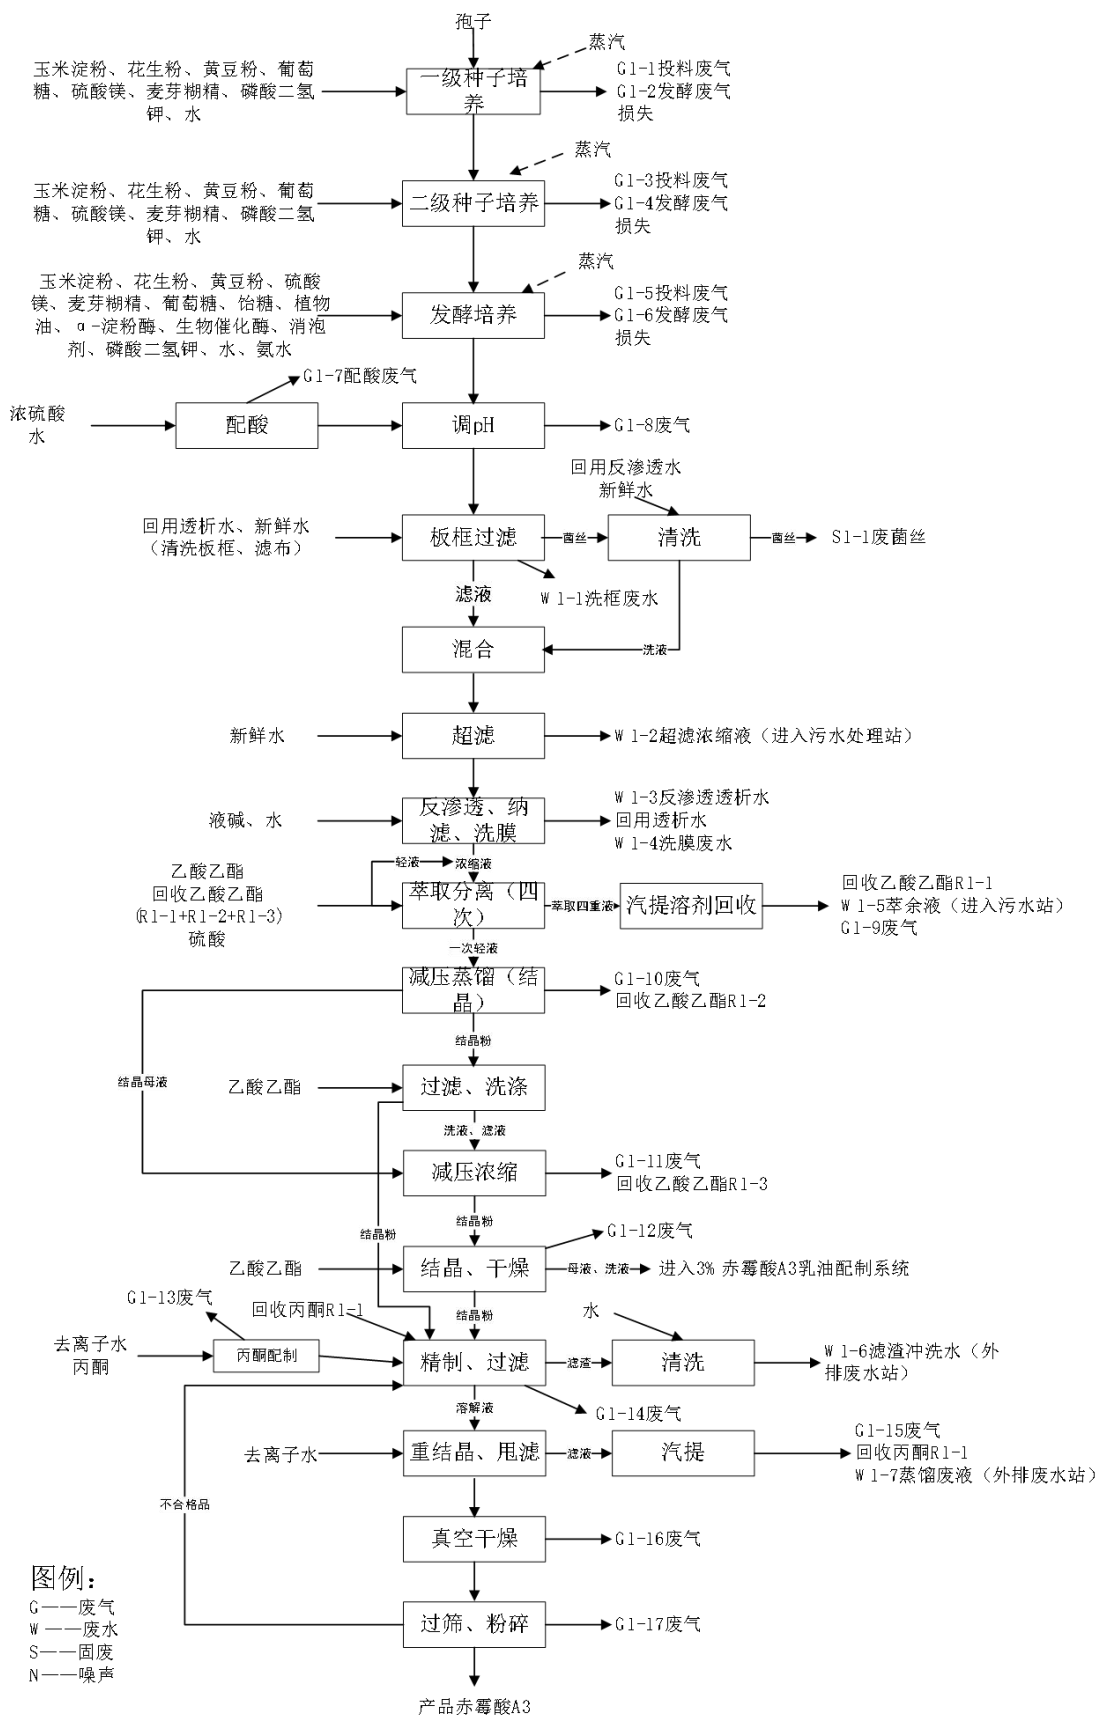 孢子
蒸汽
玉米淀粉、花生粉、黄豆粉、葡萄
糖、硫酸镁、麦芽糊精、磷酸二氢
钾、水
一级种子培
养
G1-1投料废气
G1-2发酵废气
损失
蒸汽
玉米淀粉、花生粉、黄豆粉、葡萄
糖、硫酸镁、麦芽糊精、磷酸二氢
钾、水
二级种子培养
G1-3投料废气
G1-4发酵废气
损失
蒸汽
玉米淀粉、花生粉、黄豆粉、硫酸
镁、麦芽糊精、葡萄糖、饴糖、植物
油、α-淀粉酶、生物催化酶、消泡
剂、磷酸二氢钾、水、氨水
发酵培养
G1-5投料废气
G1-6发酵废气
损失
G1-7配酸废气
浓硫酸
水
配酸
调pH
G1-8废气
回用反渗透水
新鲜水
回用透析水、新鲜水
（清洗板框、滤布）
板框过滤
菌丝
清洗
菌丝
S1-1废菌丝
W1-1洗框废水
滤液
混合
洗液
新鲜水
超滤
W1-2超滤浓缩液（进入污水处理站）
液碱、水
反渗透、纳
滤、洗膜
W1-3反渗透透析水
回用透析水
W1-4洗膜废水
轻液
浓缩液
乙酸乙酯
回收乙酸乙酯
(R1-1+R1-2+R1-3)
硫酸
萃取分离（四
次）
萃取四重液
汽提溶剂回收
回收乙酸乙酯R1-1
W1-5萃余液（进入污水站）
G1-9废气
一次轻液
减压蒸馏（结
晶）
G1-10废气
回收乙酸乙酯R1-2
结晶粉
结晶母液
乙酸乙酯
过滤、洗涤
洗液、滤液
减压浓缩
G1-11废气
回收乙酸乙酯R1-3
结晶粉
结晶粉
G1-12废气
乙酸乙酯
结晶、干燥
母液、洗液
进入3%赤霉酸A3乳油配制系统
G1-13废气
回收丙酮R1-1
结晶粉
水
去离子水
丙酮
丙酮配制
精制、过滤
滤渣
清洗
W1-6滤渣冲洗水（外
排废水站）
溶解液
G1-14废气
去离子水
重结晶、甩滤
滤液
汽提
G1-15废气
回收丙酮R1-1
W1-7蒸馏废液（外排废水站）
不合格品
真空干燥
G1-16废气
过筛、粉碎
G1-17废气
产品赤霉酸A3
图例：
G——废气
W——废水
S——固废
N——噪声